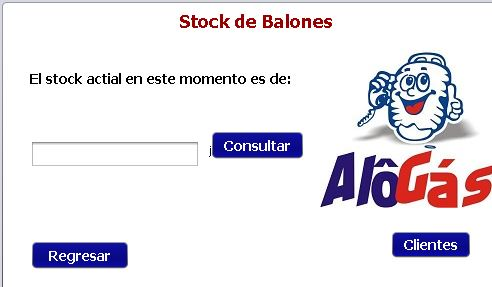 Stock de Balones
El stock actial en este momento es de:
Consultar
AlôGás
Clientes
Regresar